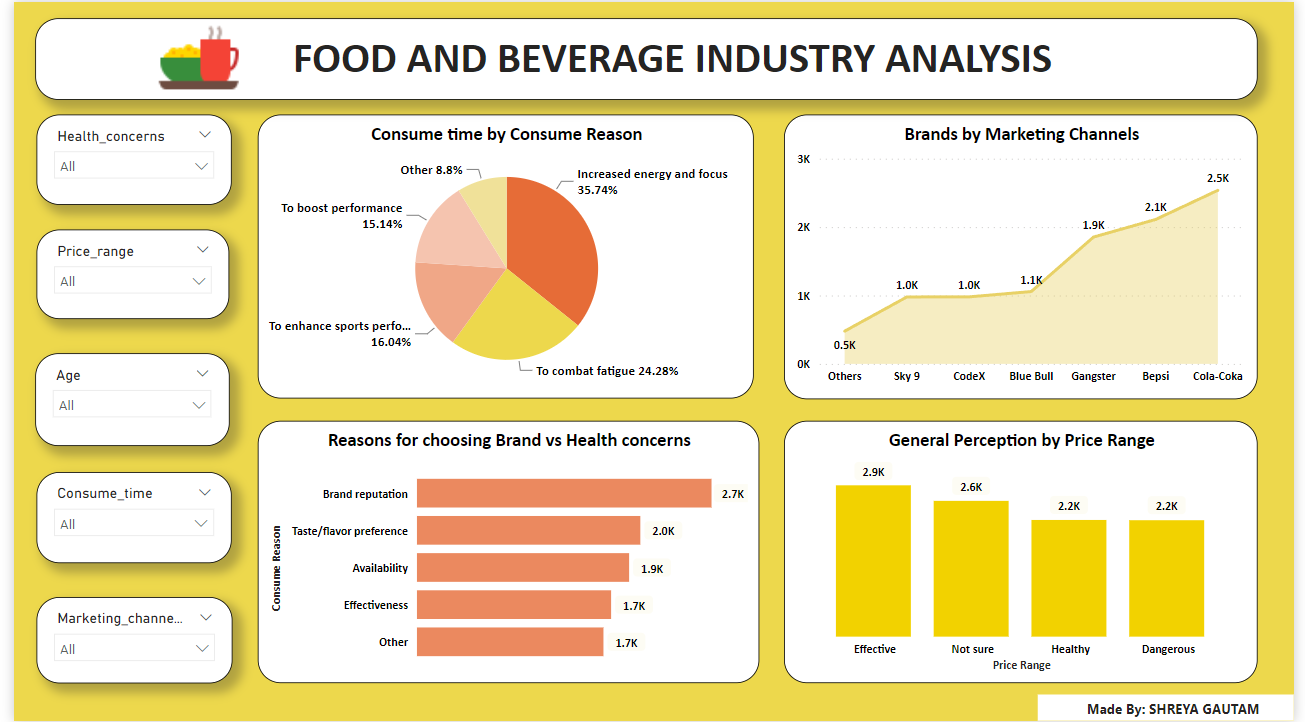 FOOD AND BEVERAGE INDUSTRY ANALYSIS
Health_concerns
All
Price_range
All
Age
All
Consume_time
All
Marketing_channe...
All
Consume time by Consume Reason
Other 8.8%
Increased energy and focus
35.74%
To boost performance
15.14%
To enhance sports perfo...
16.04%
To combat fatigue 24.28%
Brands by Marketing Channels
3K
2K
1K
0K
0.5K
1.0K
1.0K
1.1K
1.9K
2.1K
2.5K
Others
Sky 9
CodeX
Blue Bull
Gangster
Bepsi
Cola-Coka
Reasons for choosing Brand vs Health concerns
Consume Reason
Brand reputation
2.7K
Taste/flavor preference
2.0K
Availability
1.9K
Effectiveness
1.7K
Other
1.7K
General Perception by Price Range
2.9K
2.6K
2.2K
2.2K
Effective
Not sure
Healthy
Dangerous
Price Range
Made By: SHREYA GAUTAM